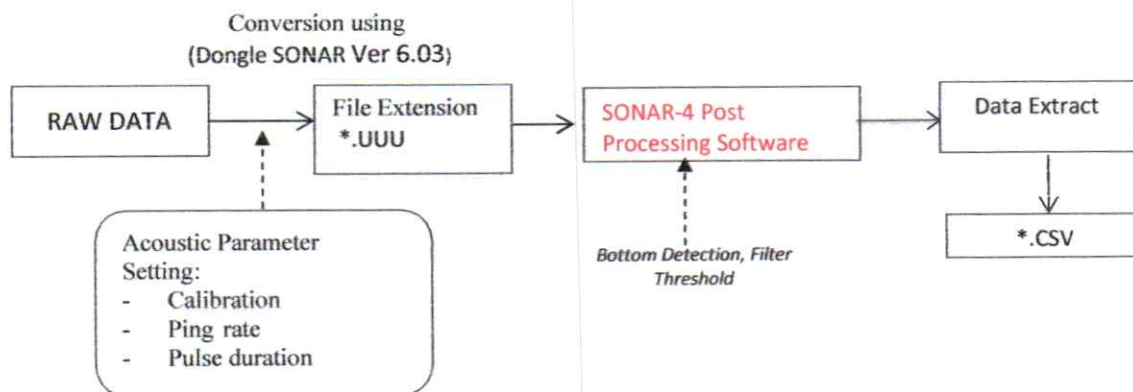 Conversion using
(Dongle SONAR Ver 6.03)
RAW DATA
File Extension
*.UUU
SONAR-4 Post
Processing Software
Data Extract
*.CSV
Acoustic Parameter
Setting:
- Calibration
- Ping rate
- Pulse duration
Bottom Detection, Filter
Threshold